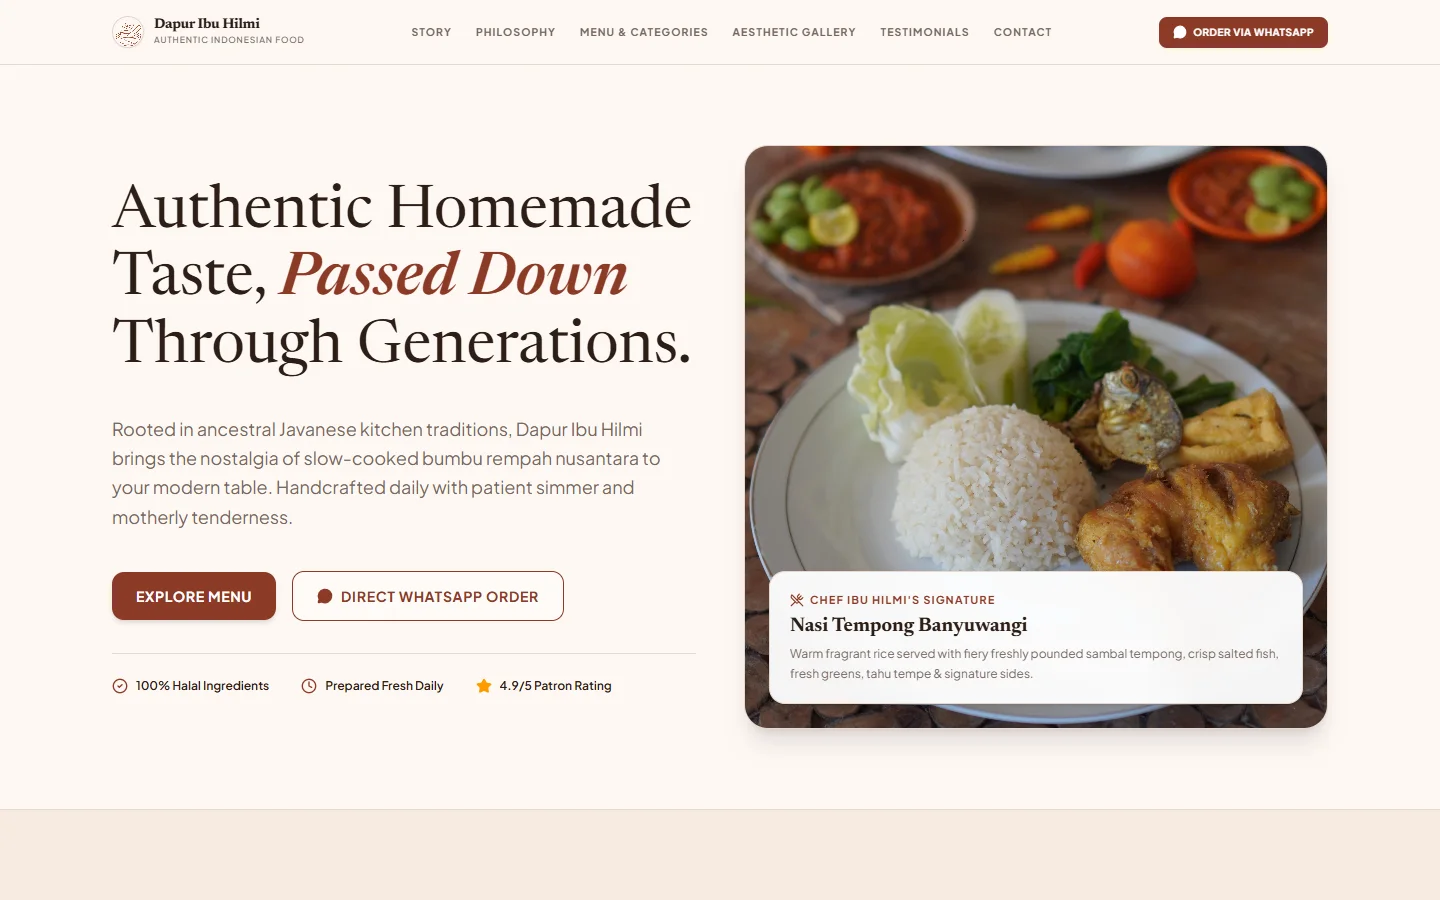 Dapur Ibu Hilmi
AUTHENTIC INDONESIAN FOOD
STORY
PHILOSOPHY
MENU & CATEGORIES
AESTHETIC GALLERY
TESTIMONIALS
CONTACT
ORDER VIA WHATSAPP
Authentic Homemade
Taste, Passed Down
Through Generations.
Rooted in ancestral Javanese kitchen traditions, Dapur Ibu Hilmi
brings the nostalgia of slow-cooked bumbu rempah nusantara to
your modern table. Handcrafted daily with patient simmer and
motherly tenderness.
EXPLORE MENU
DIRECT WHATSAPP ORDER
100% Halal Ingredients
Prepared Fresh Daily
4.9/5 Patron Rating
CHEF IBU HILMI'S SIGNATURE
Nasi Tempong Banyuwangi
Warm fragrant rice served with fiery freshly pounded sambal tempong, crisp salted fish,
fresh greens, tahu tempe & signature sides.